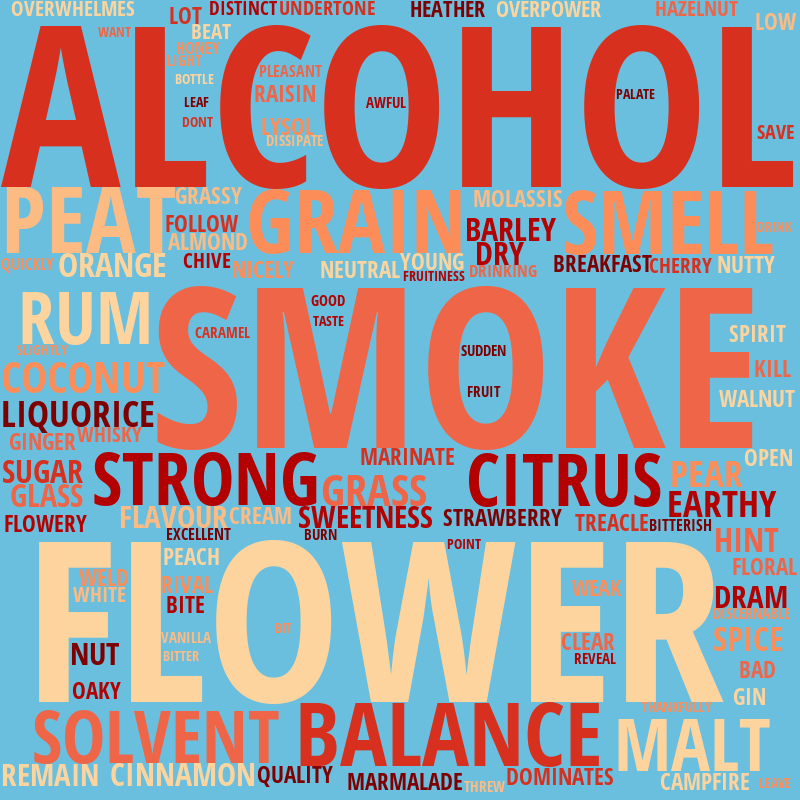 OVERWHELMES LOT DISTINCT UNDERTONE HEATHER OVERPOWER HAZELNUT LOW
WANT BEAT
HONEY
LIGHT PLEASANT
BOTTLE RAISIN PALATE
LEAF AWFUL
DONT LYSOL SAVE
DISSIPATE
ALCOHOL
PEAT GRASSY GRAIN MOLASSIS SMELL
FOLLOW BARLEY DRINK
ALMOND DRY
QUICKLY ORANGE CHIVE NICELY NEUTRAL YOUNG DRINKING BREAKFAST CHERRY NUTTY
FRUITINESS
RUM SMOKE GOOD
TASTE
CARAMEL SPIRIT
SLIGHTLY SUDDEN
COCONUT KILL
FRUIT WALNUT
LIQUORICE
GINGER WHISKY
MARINATE OPEN
SUGAR STRONG CITRUS PEAR
GLASS GRASS EARTHY
FLOWERY FLAVOUR CREAM SWEETNESS STRAWBERRY TREACLE BITTERISH
EXCELLENT BURN HINT
POINT
PEACH FLORAL
WELD RIVAL WEAK
WHITE BITE DRAM
DISCERNABLE
FLOWER
VANILLA BIT CLEAR SPICE
NUT BITTER REVEAL
BAD
OAKY GIN
THANKFULLY
SOLVENT BALANCE MALT
REMAIN CINNAMON QUALITY MARMALADE THREW DOMINATES CAMPFIRE LEAVE